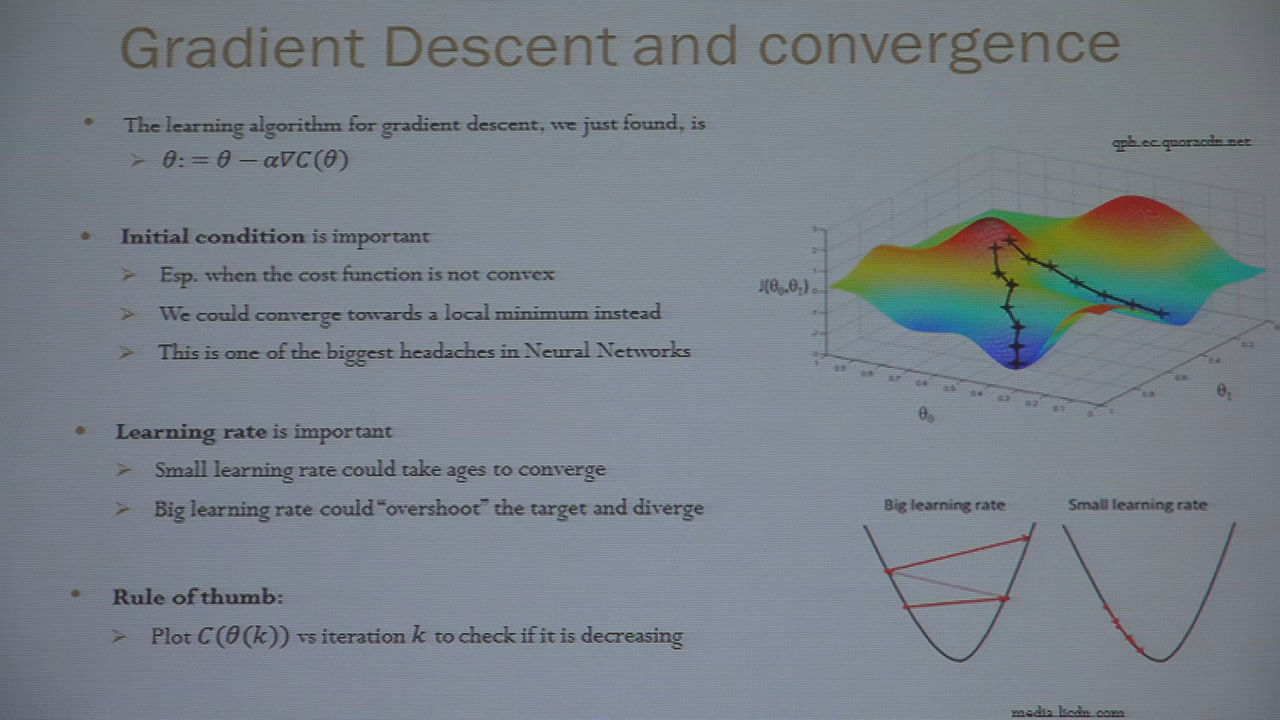 Gradient Descent and convergence
• The learning algorithm for gradient descent, we just found, is
➢ θ: = θ − α∇C(θ)
• Initial condition is important
➢ Esp. when the cost function is not convex
➢ We could converge towards a local minimum instead
➢ This is one of the biggest headaches in Neural Networks
• Learning rate is important
➢ Small learning rate could take ages to converge
➢ Big learning rate could "overshoot" the target and diverge
• Rule of thumb:
➢ Plot C(θ(k)) vs iteration k to check if it is decreasing
qph.ec.quoracdn.net
J(θ₀,θ₁)
θ₀
θ₁
Big learning rate
Small learning rate
media.licdn.com